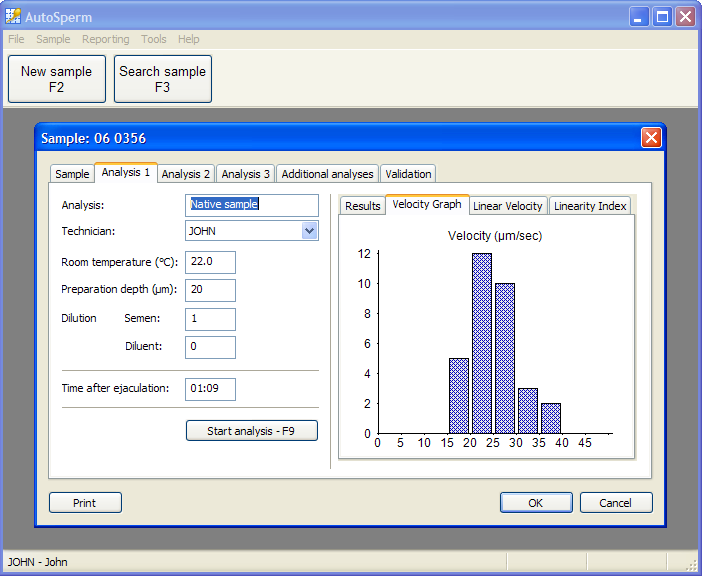 AutoSperm
File Sample Reporting Tools Help
New sample
F2
Search sample
F3
Sample: 06 0356
Sample Analysis 1 Analysis 2 Analysis 3 Additional analyses Validation
Analysis: Native sample
Technician: JOHN
Room temperature (°C): 22.0
Preparation depth (µm): 20
Dilution Semen: 1
Diluent: 0
Time after ejaculation: 01:09
Start analysis - F9
Results Velocity Graph Linear Velocity Linearity Index
Velocity (µm/sec)
12
10
8
6
4
2
0
0 5 10 15 20 25 30 35 40 45
Print OK Cancel
JOHN - John